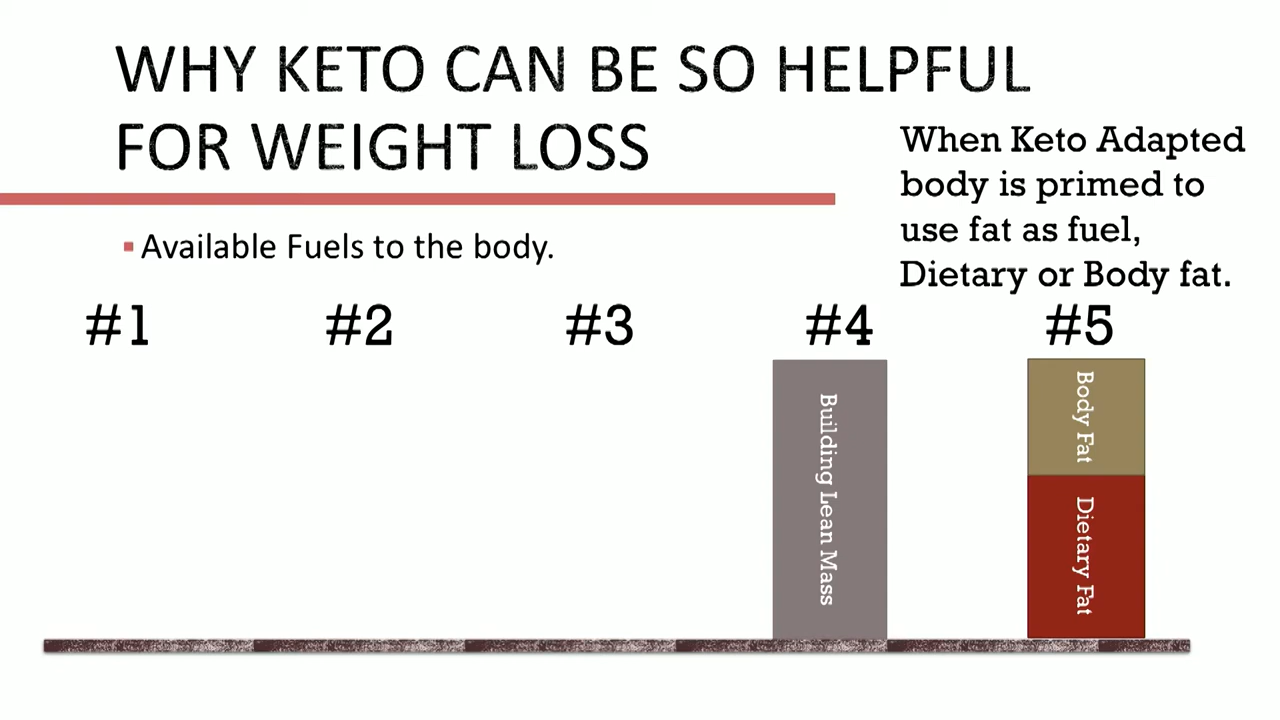 WHY KETO CAN BE SO HELPFUL
FOR WEIGHT LOSS
When Keto Adapted
body is primed to
use fat as fuel,
Dietary or Body fat.
Available Fuels to the body.
#1 #2 #3 #4 #5
Building Lean Mass
Body Fat
Dietary Fat